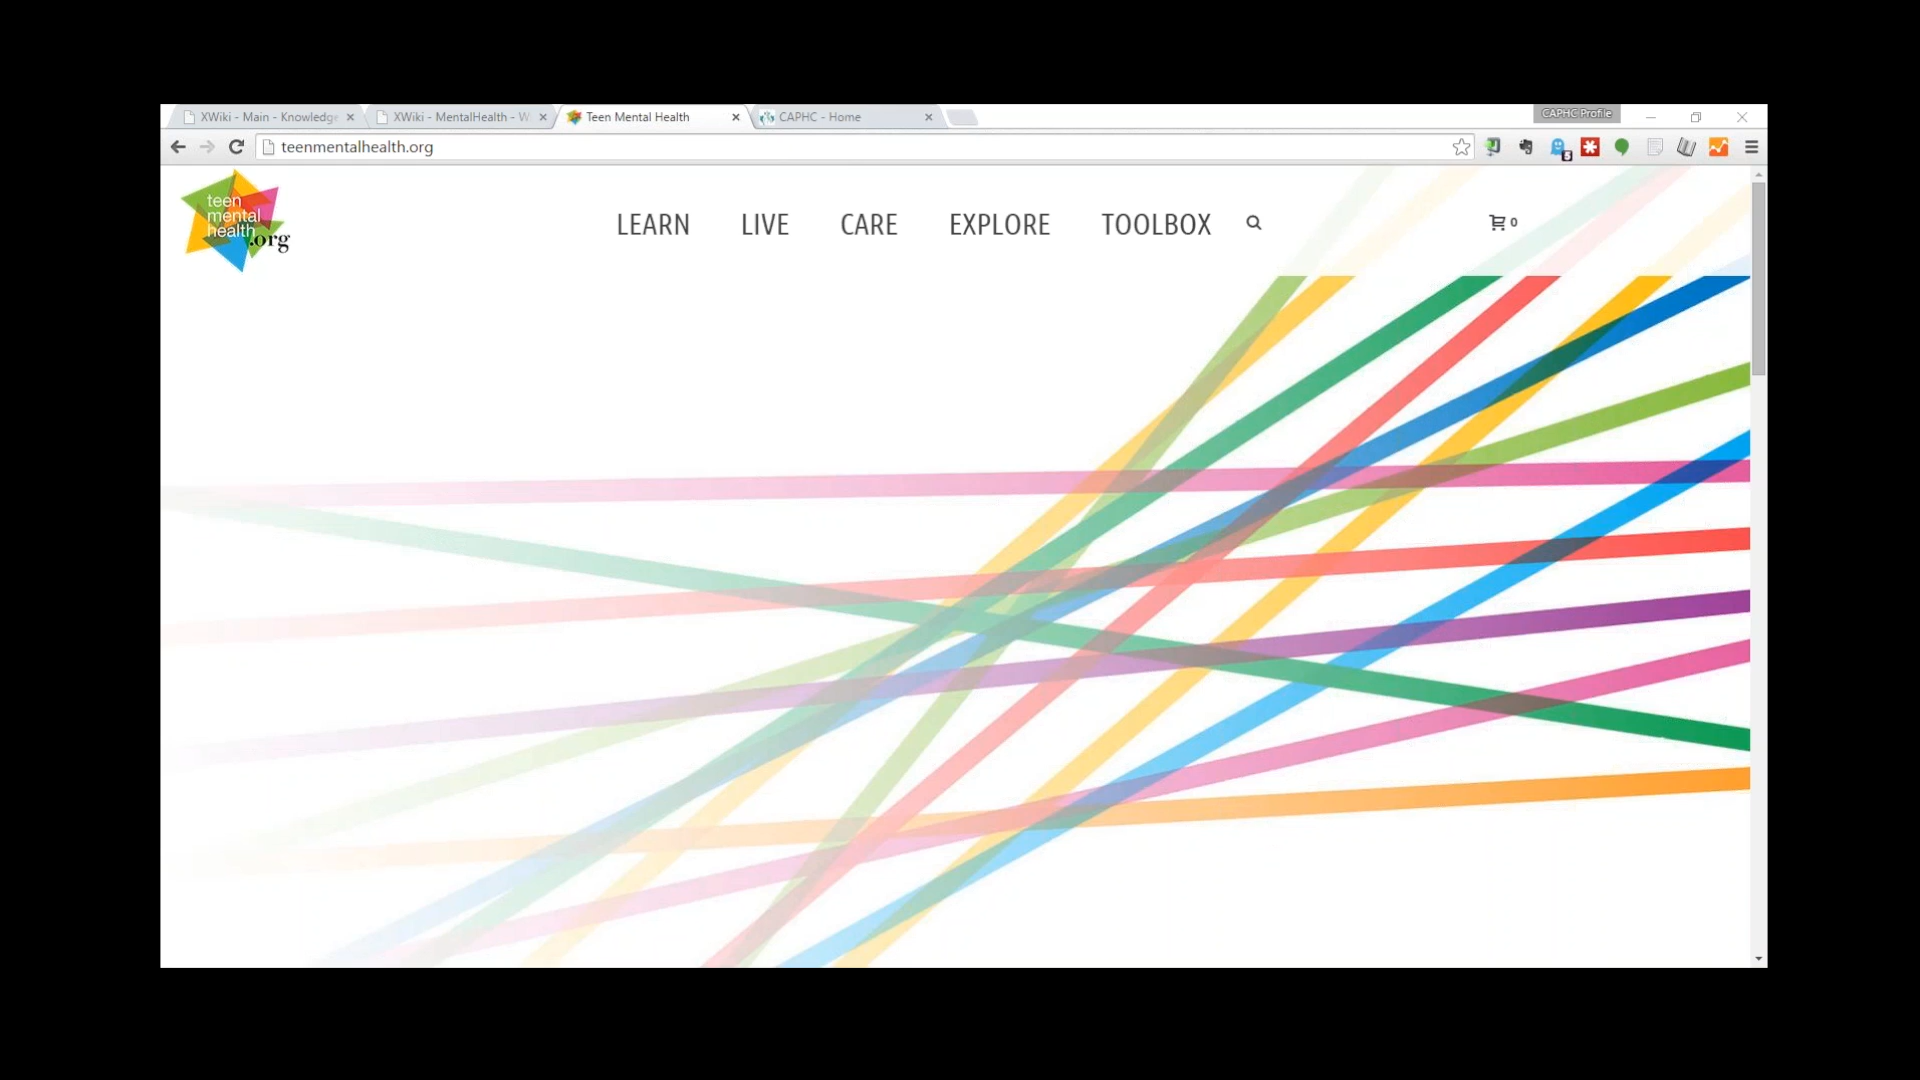 XWiki - Main - Knowledge
XWiki - MentalHealth - W
Teen Mental Health
CAPHC - Home
CAPHC Profile
teenmentalhealth.org
8
teen
mental
health
.org
LEARN
LIVE
CARE
EXPLORE
TOOLBOX
0